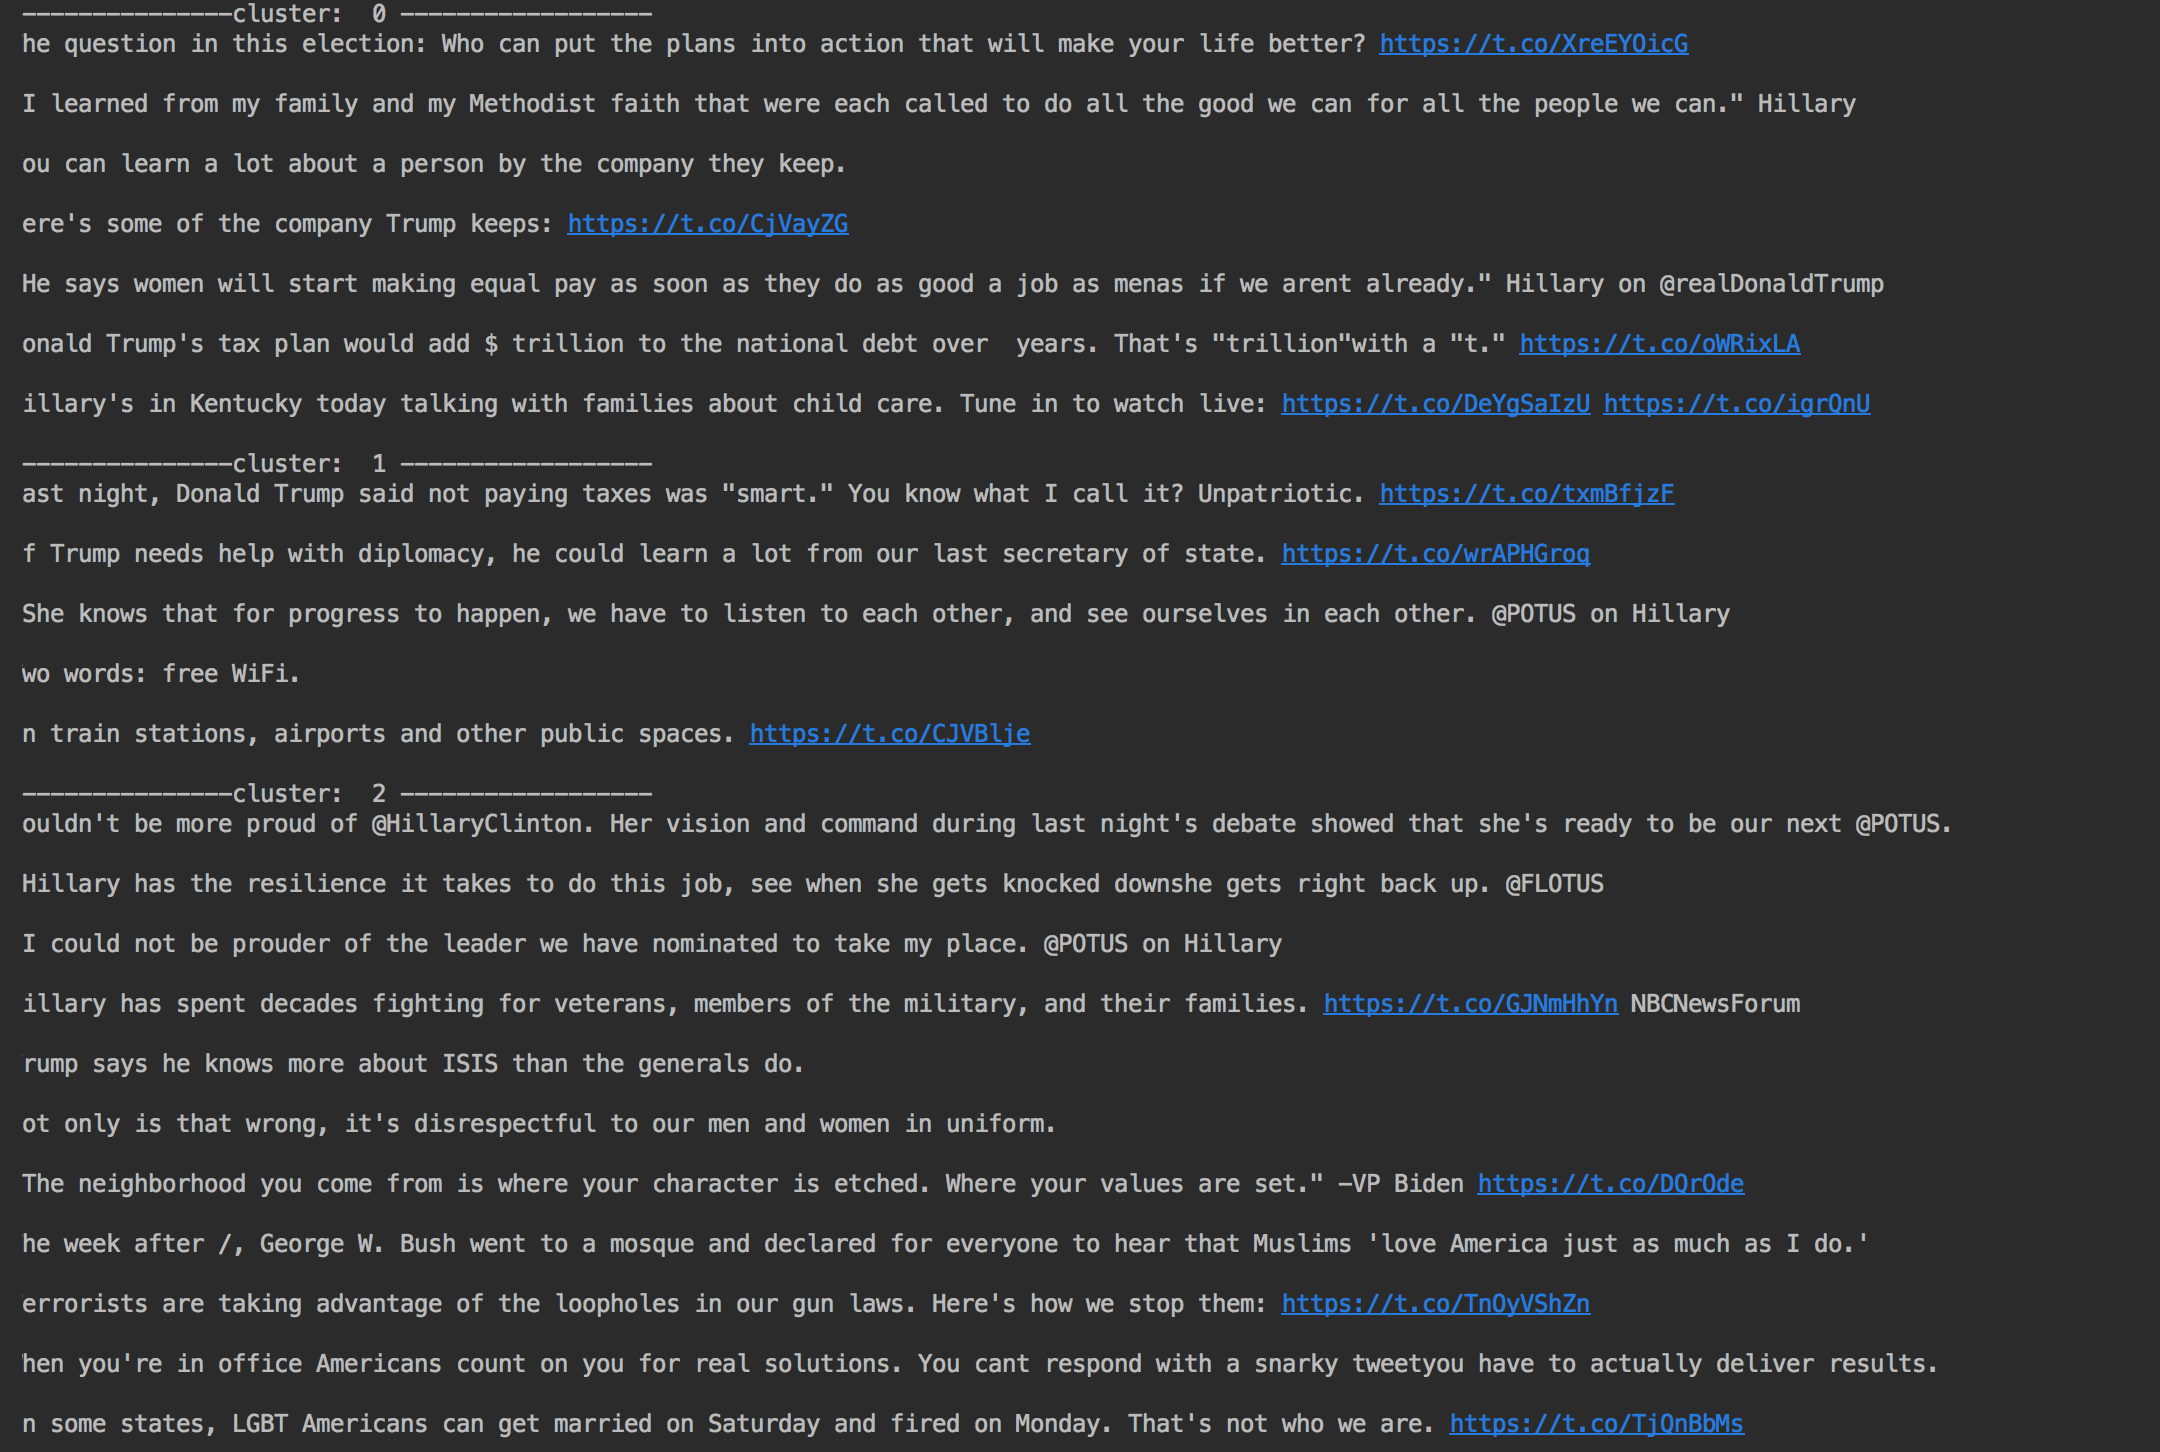 ---------------cluster:  0 ------------------
he question in this election: Who can put the plans into action that will make your life better? https://t.co/XreEYOicG
I learned from my family and my Methodist faith that were each called to do all the good we can for all the people we can." Hillary
ou can learn a lot about a person by the company they keep.
ere's some of the company Trump keeps: https://t.co/CjVayZG
He says women will start making equal pay as soon as they do as good a job as menas if we arent already." Hillary on @realDonaldTrump
onald Trump's tax plan would add $ trillion to the national debt over  years. That's "trillion"with a "t." https://t.co/oWRixLA
illary's in Kentucky today talking with families about child care. Tune in to watch live: https://t.co/DeYgSaIzU https://t.co/igrQnU
---------------cluster:  1 ------------------
ast night, Donald Trump said not paying taxes was "smart." You know what I call it? Unpatriotic. https://t.co/txmBfjzF
f Trump needs help with diplomacy, he could learn a lot from our last secretary of state. https://t.co/wrAPHGroq
She knows that for progress to happen, we have to listen to each other, and see ourselves in each other. @POTUS on Hillary
wo words: free WiFi.
n train stations, airports and other public spaces. https://t.co/CJVBlje
---------------cluster:  2 ------------------
ouldn't be more proud of @HillaryClinton. Her vision and command during last night's debate showed that she's ready to be our next @POTUS.
Hillary has the resilience it takes to do this job, see when she gets knocked downshe gets right back up. @FLOTUS
I could not be prouder of the leader we have nominated to take my place. @POTUS on Hillary
illary has spent decades fighting for veterans, members of the military, and their families. https://t.co/GJNmHhYn NBCNewsForum
rump says he knows more about ISIS than the generals do.
ot only is that wrong, it's disrespectful to our men and women in uniform.
The neighborhood you come from is where your character is etched. Where your values are set." -VP Biden https://t.co/DQrOde
he week after /, George W. Bush went to a mosque and declared for everyone to hear that Muslims 'love America just as much as I do.'
errorists are taking advantage of the loopholes in our gun laws. Here's how we stop them: https://t.co/TnOyVShZn
hen you're in office Americans count on you for real solutions. You cant respond with a snarky tweetyou have to actually deliver results.
n some states, LGBT Americans can get married on Saturday and fired on Monday. That's not who we are. https://t.co/TjQnBbMs